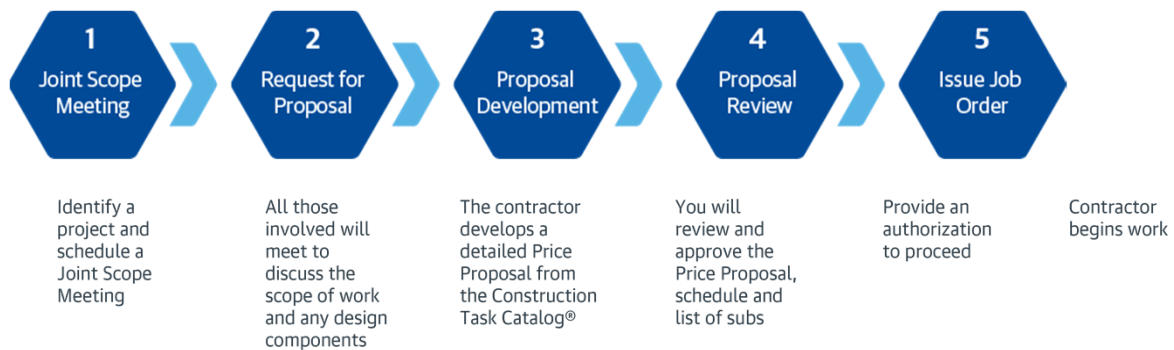 1
Joint Scope
Meeting
2
Request for
Proposal
3
Proposal
Development
4
Proposal
Review
5
Issue Job
Order
Identify a
project and
schedule a
Joint Scope
Meeting
All those
involved will
meet to
discuss the
scope of work
and any design
components
The contractor
develops a
detailed Price
Proposal from
the Construction
Task Catalog®
You will
review and
approve the
Price Proposal,
schedule and
list of subs
Provide an
authorization
to proceed
Contractor
begins work